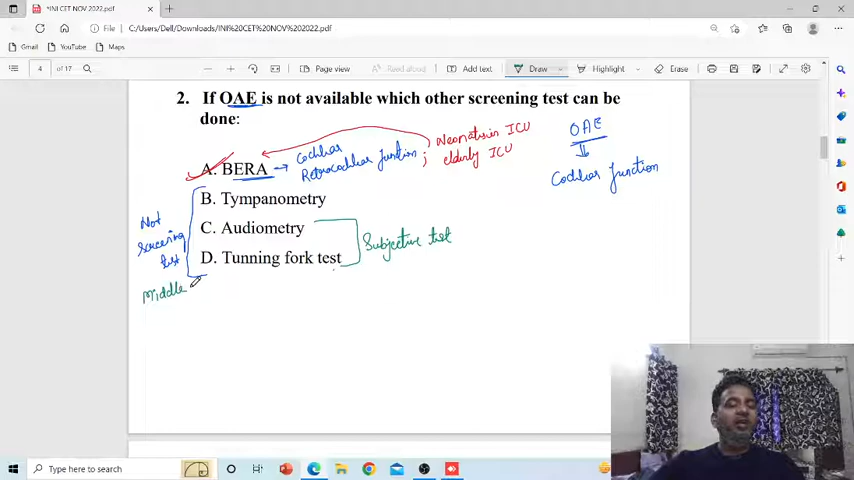 *INI CET NOV 2022.pdf
File
C:/Users/Dell/Downloads/INI%20CET%20NOV%202022.pdf
Gmail
YouTube
Maps
4
of 17
Page view
Read aloud
Add text
Draw
Highlight
Erase
2. If OAE is not available which other screening test can be
done:
A. BERA
Cochlear
Retrocochlear function ;
Neonates in ICU
elderly ICU
OAE
Cochlear function
B. Tympanometry
C. Audiometry
D. Tunning fork test
Subjective test
Not
screening
test
Middle
Type here to search